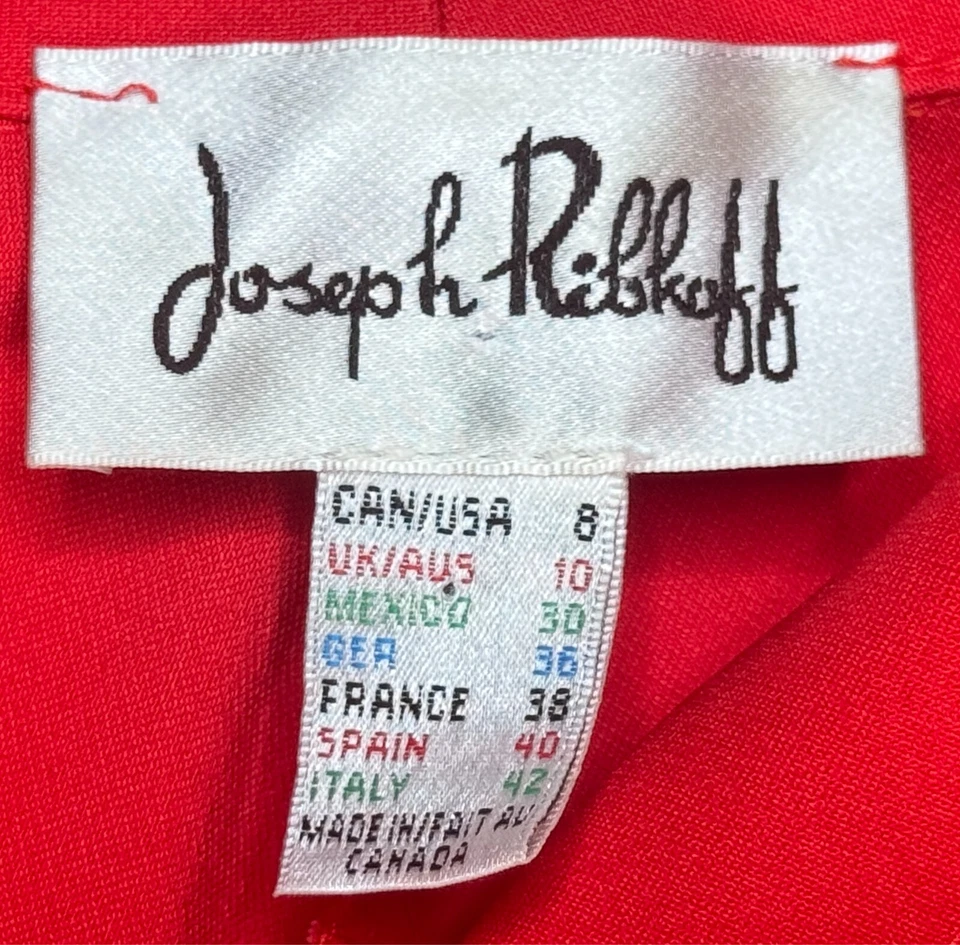 Joseph Ribkoff
CAN/USA 8
UK/AUS 10
MEXICO 30
GER 36
FRANCE 38
SPAIN 40
ITALY 42
MADE IN/FAIT AU
CANADA